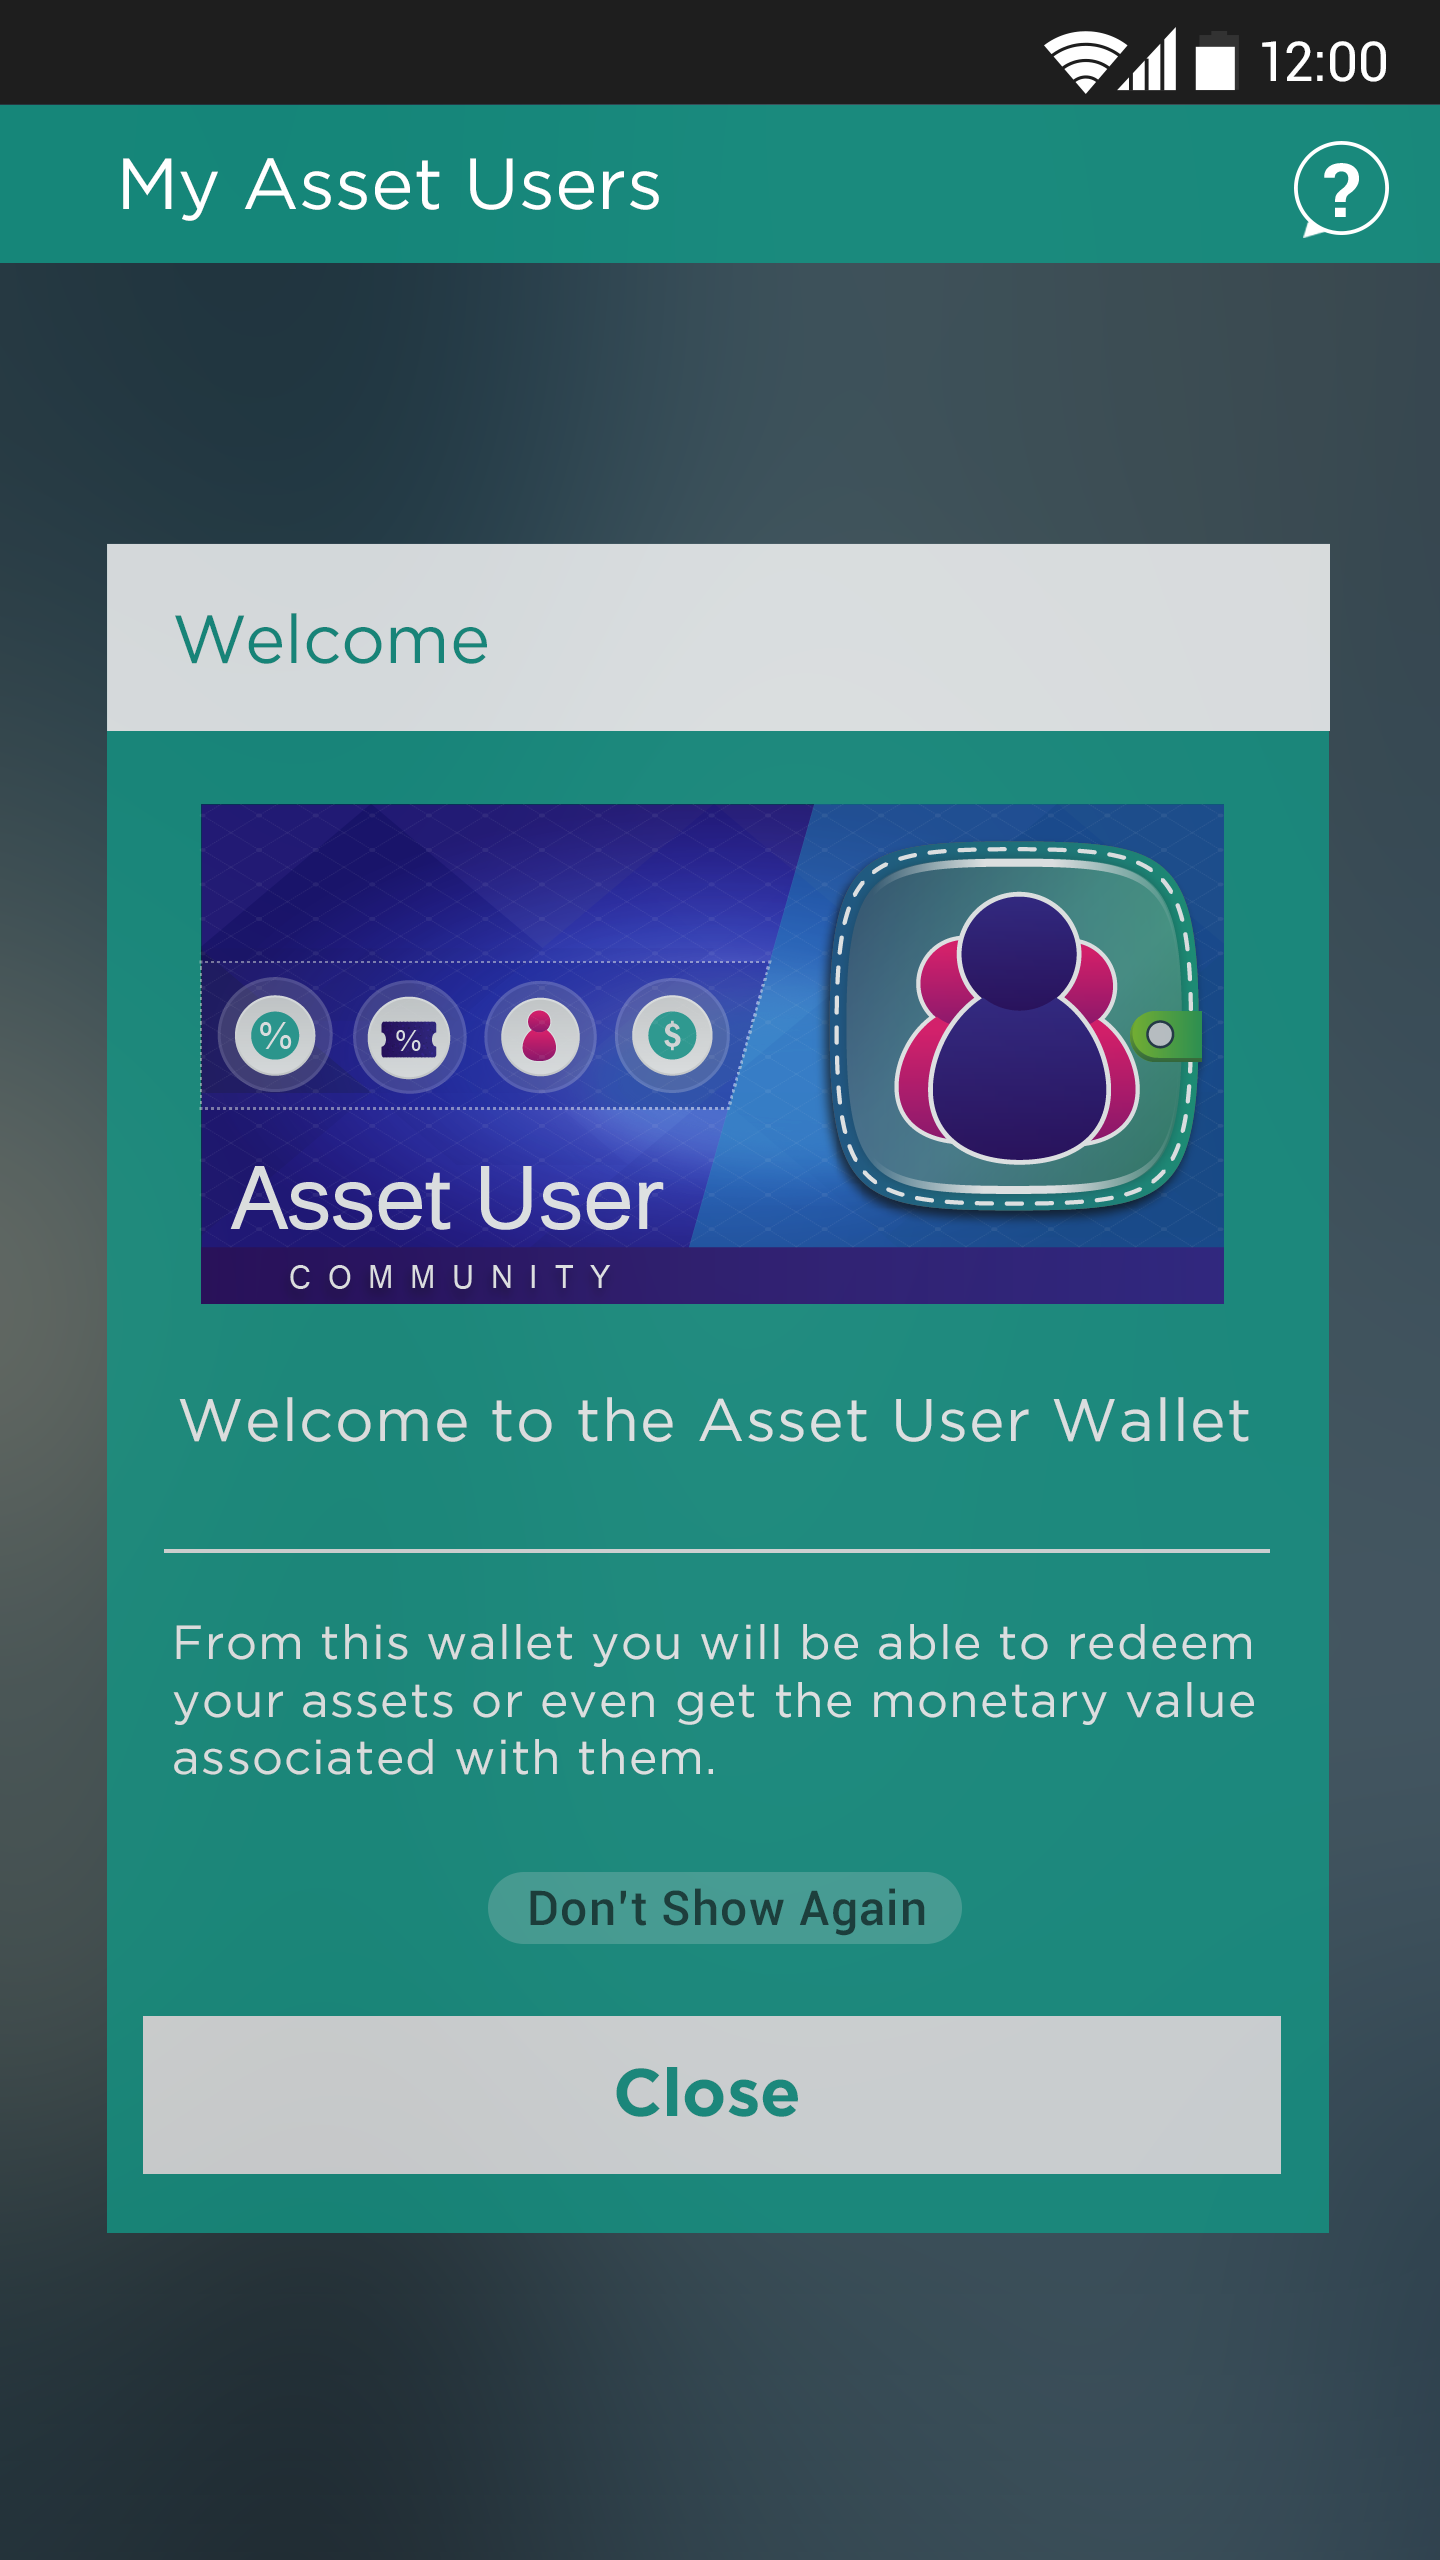 12:00
My Asset Users
?
Welcome
% % $
Asset User
COMMUNITY
Welcome to the Asset User Wallet
From this wallet you will be able to redeem
your assets or even get the monetary value
associated with them.
Don't Show Again
Close